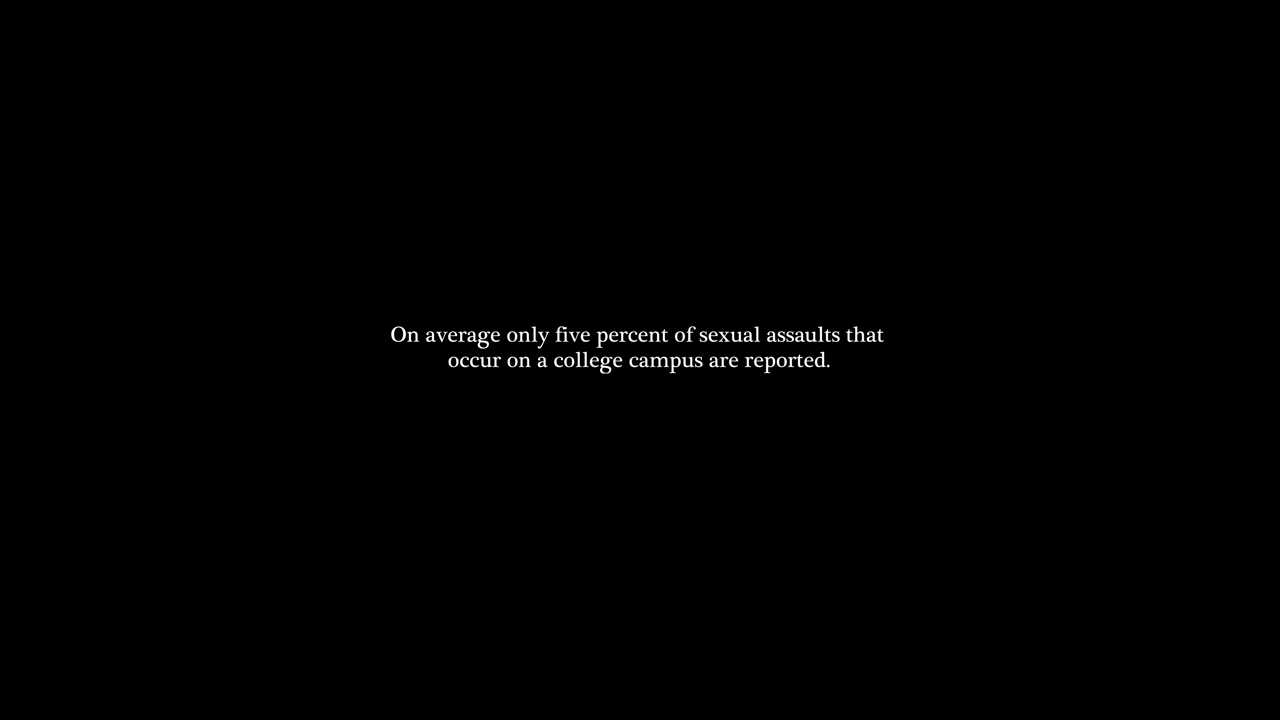 On average only five percent of sexual assaults that
occur on a college campus are reported.